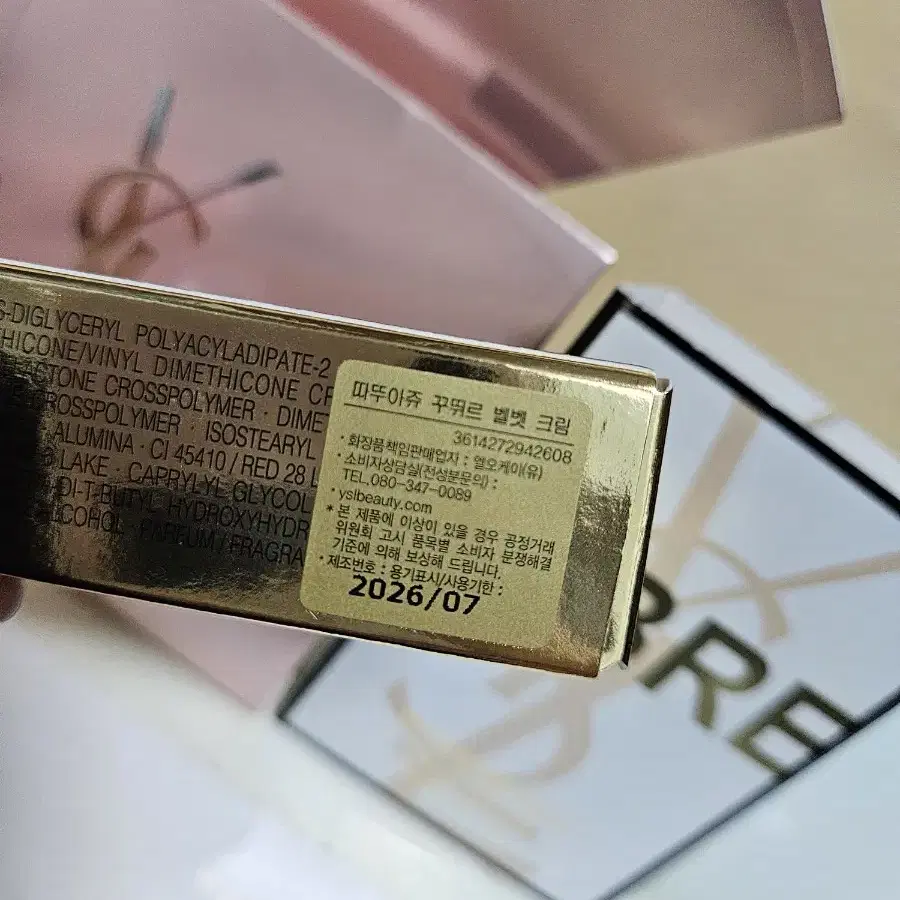 S-DIGLYCERYL POLYACYLADIPATE-2
THICONE/VINYL DIMETHICONE CR
TONE CROSSPOLYMER · DIME
ROSSPOLYMER · ISOSTEARYL
ALUMINA · CI 45410 / RED 28 L
LAKE · CAPRYLYL GLYCOL
DI-T-BUTYL HYDROXYHYDR
LCOHOL · PARFUM / FRAGRA
따뚜아쥬 꾸뛰르 벨벳 크림
3614272942608
· 화장품책임판매업자 : 엘오케이(유)
· 소비자상담실(전성분문의) :
TEL.080-347-0089
· yslbeauty.com
* 본 제품에 이상이 있을 경우 공정거래
위원회 고시 품목별 소비자 분쟁해결
기준에 의해 보상해 드립니다.
· 제조번호 : 용기표시/사용기한 :
2026/07
YSL
RE